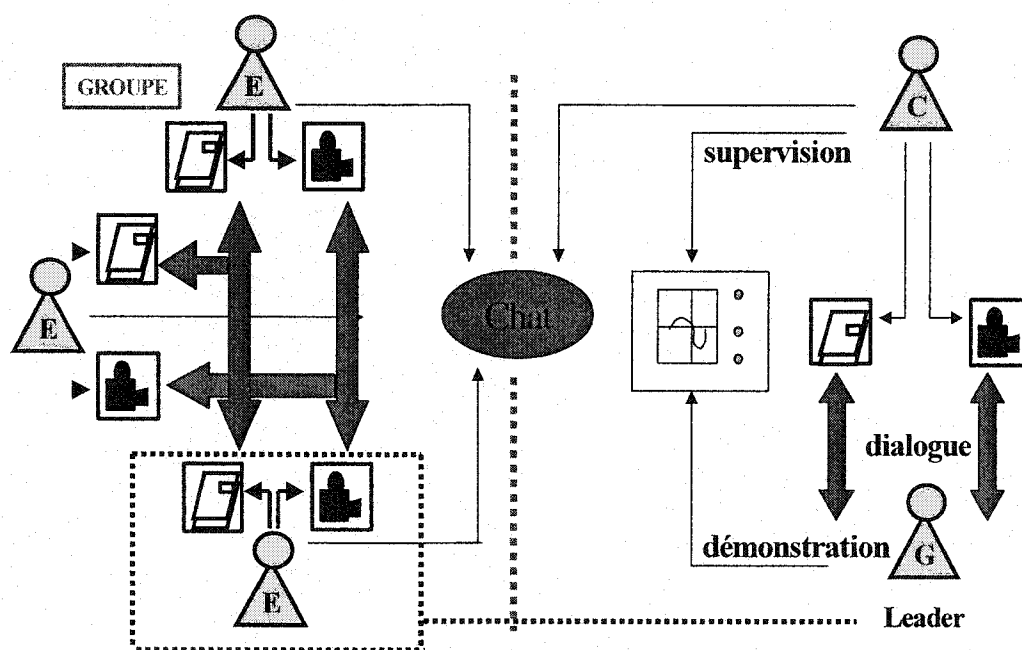 GROUPE
E
C
supervision
E
Chat
dialogue
E
démonstration
G
Leader